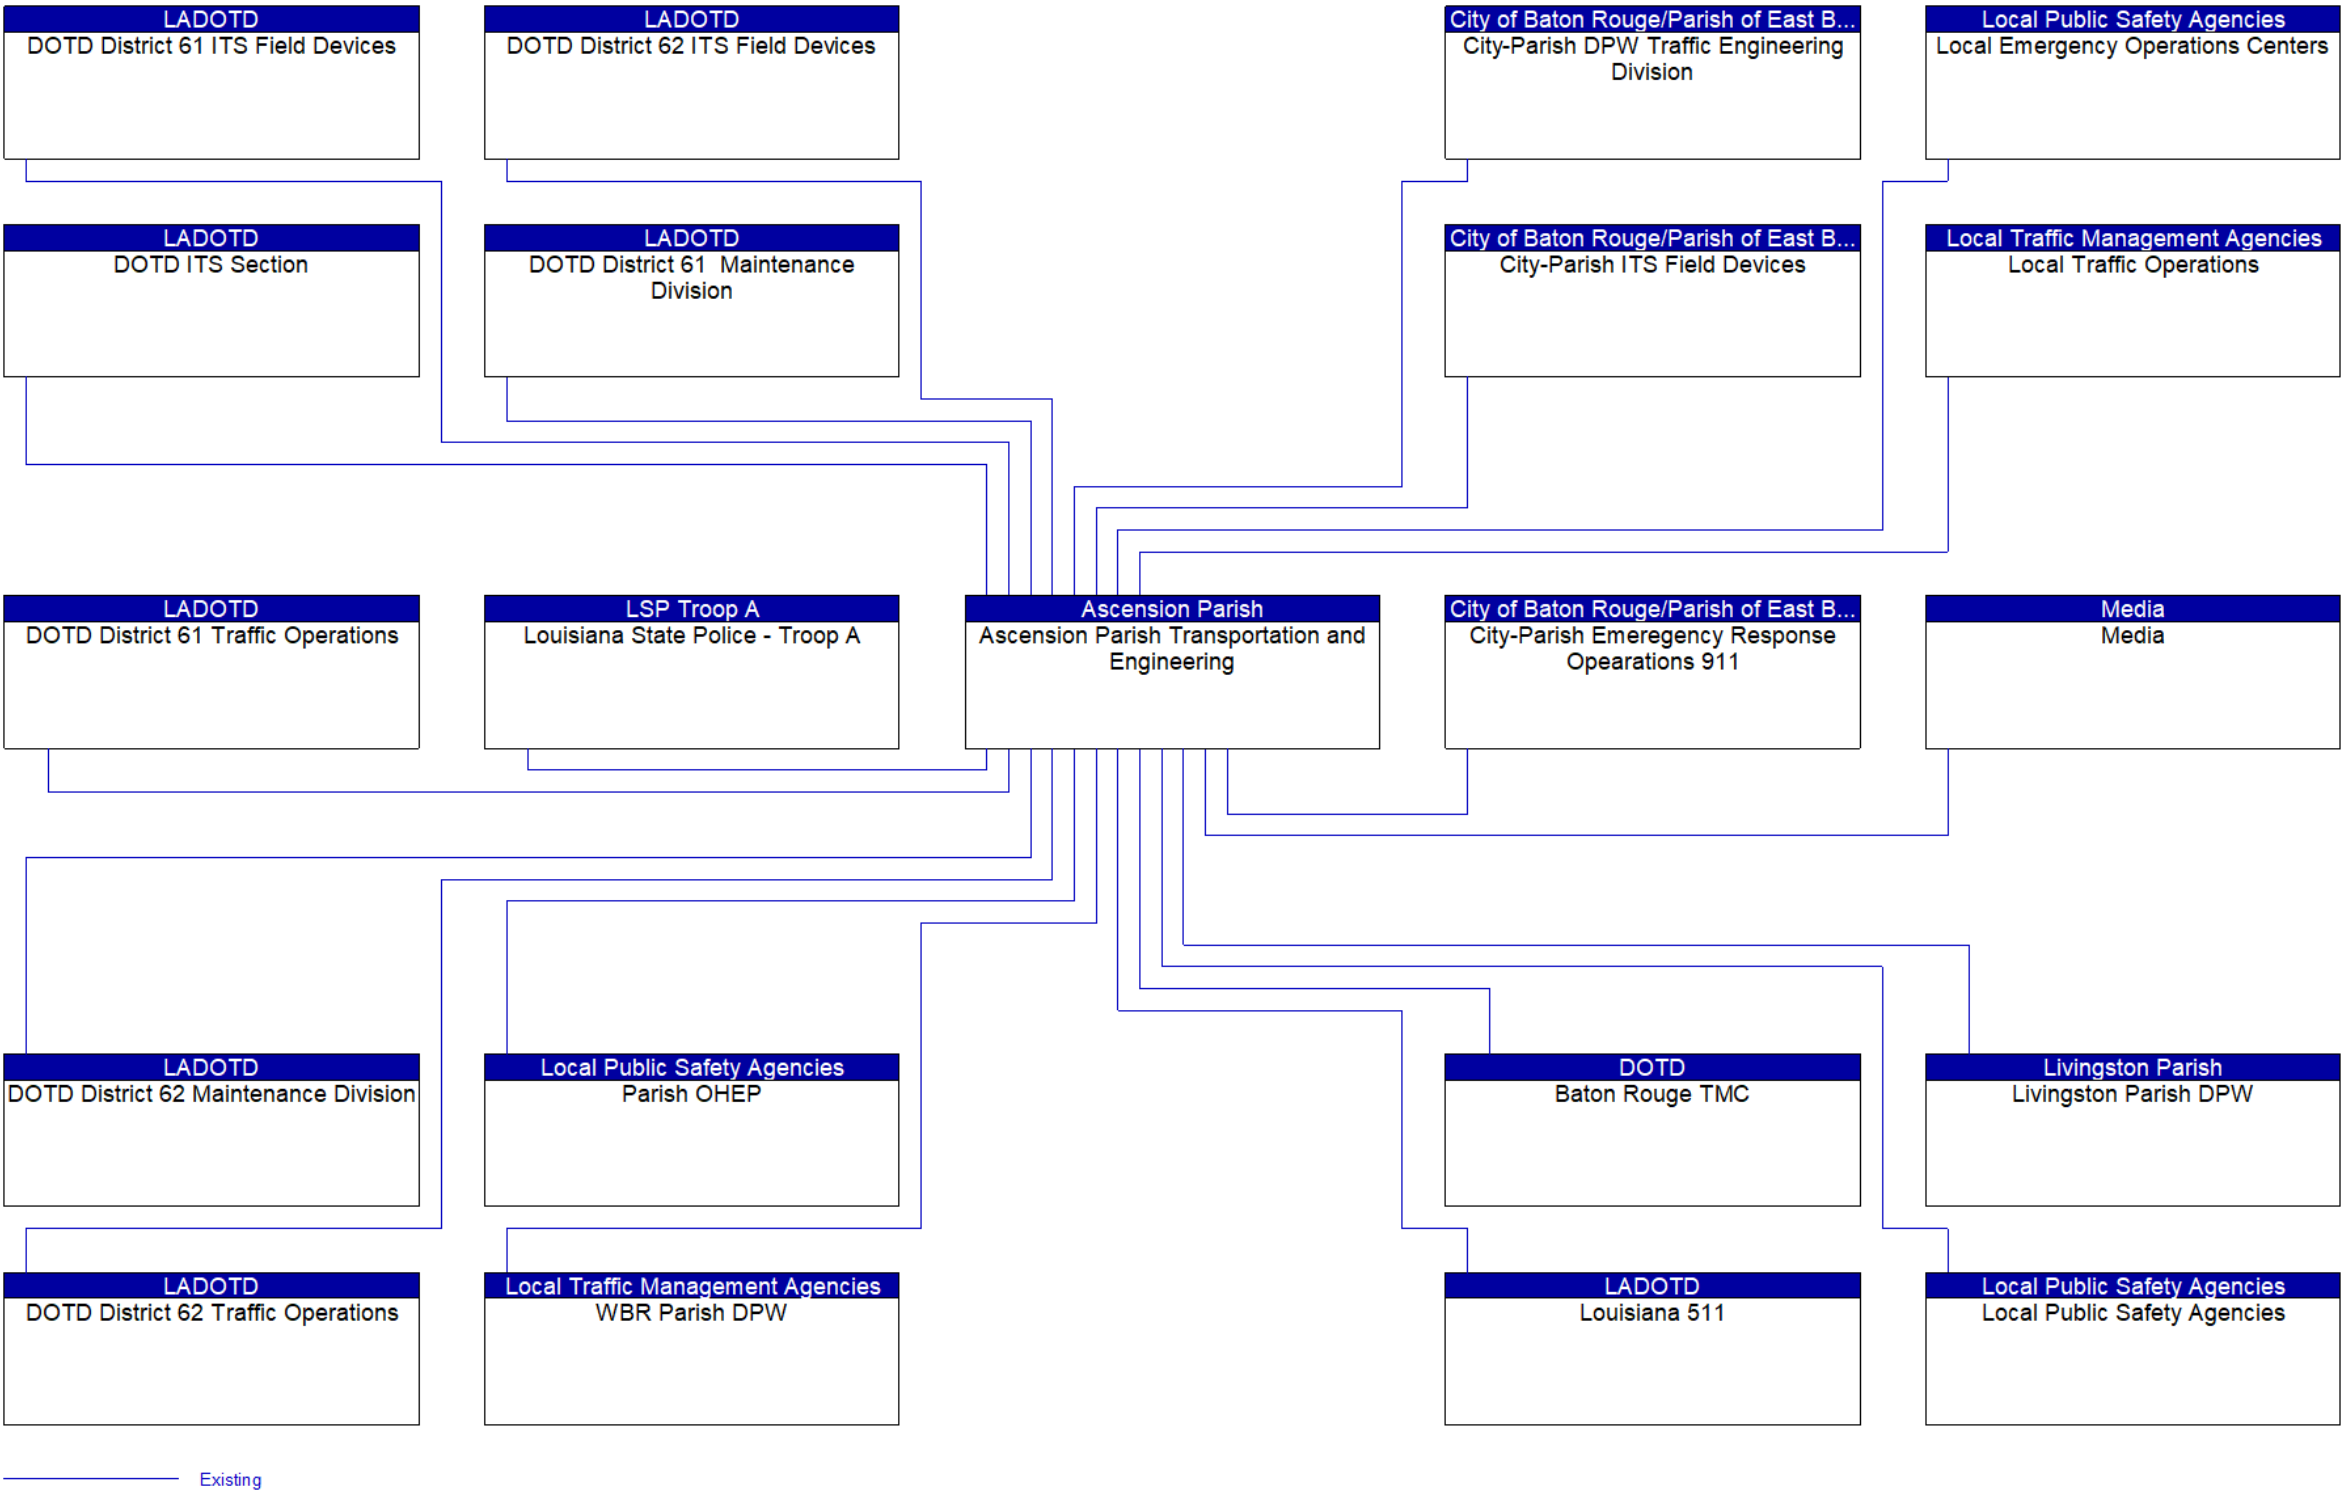 LADOTD
DOTD District 61 ITS Field Devices
LADOTD
DOTD District 62 ITS Field Devices
City of Baton Rouge/Parish of East B...
City-Parish DPW Traffic Engineering
Division
Local Public Safety Agencies
Local Emergency Operations Centers
LADOTD
DOTD ITS Section
LADOTD
DOTD District 61  Maintenance
Division
City of Baton Rouge/Parish of East B...
City-Parish ITS Field Devices
Local Traffic Management Agencies
Local Traffic Operations
LADOTD
DOTD District 61 Traffic Operations
LSP Troop A
Louisiana State Police - Troop A
Ascension Parish
Ascension Parish Transportation and
Engineering
City of Baton Rouge/Parish of East B...
City-Parish Emeregency Response
Opearations 911
Media
Media
LADOTD
DOTD District 62 Maintenance Division
Local Public Safety Agencies
Parish OHEP
DOTD
Baton Rouge TMC
Livingston Parish
Livingston Parish DPW
LADOTD
DOTD District 62 Traffic Operations
Local Traffic Management Agencies
WBR Parish DPW
LADOTD
Louisiana 511
Local Public Safety Agencies
Local Public Safety Agencies
Existing